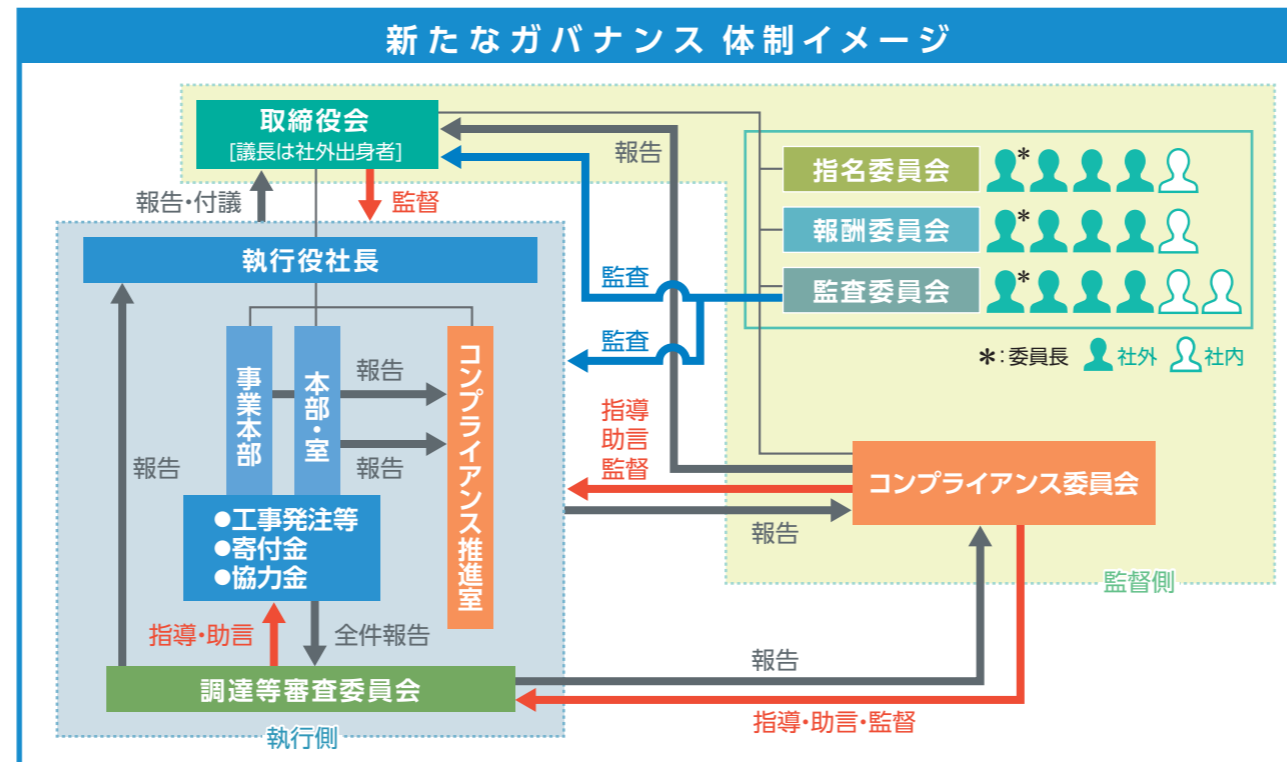 新たなガバナンス 体制イメージ
取締役会
[議長は社外出身者]
報告
指名委員会
*
報酬委員会
*
監査委員会
*
*:委員長 社外 社内
報告・付議
監督
執行役社長
監査
監査
事業本部
本部・室
コンプライアンス推進室
報告
報告
報告
指導
助言
監督
コンプライアンス委員会
報告
監督側
●工事発注等
●寄付金
●協力金
指導・助言
全件報告
調達等審査委員会
報告
指導・助言・監督
執行側